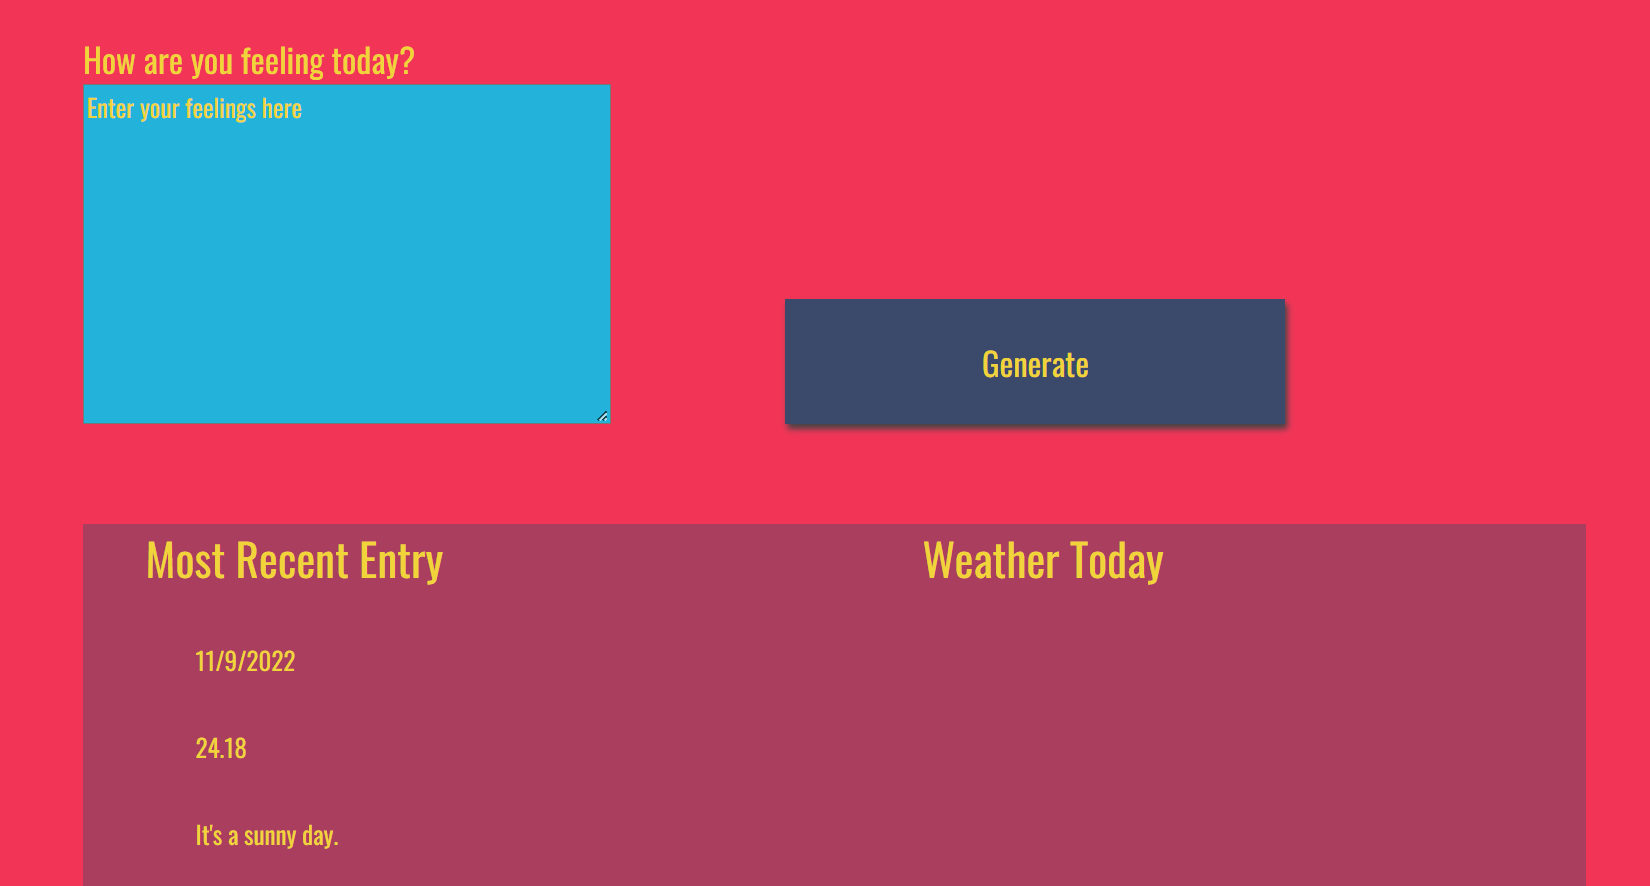 How are you feeling today?
Enter your feelings here
Generate
Most Recent Entry
Weather Today
11/9/2022
24.18
It's a sunny day.